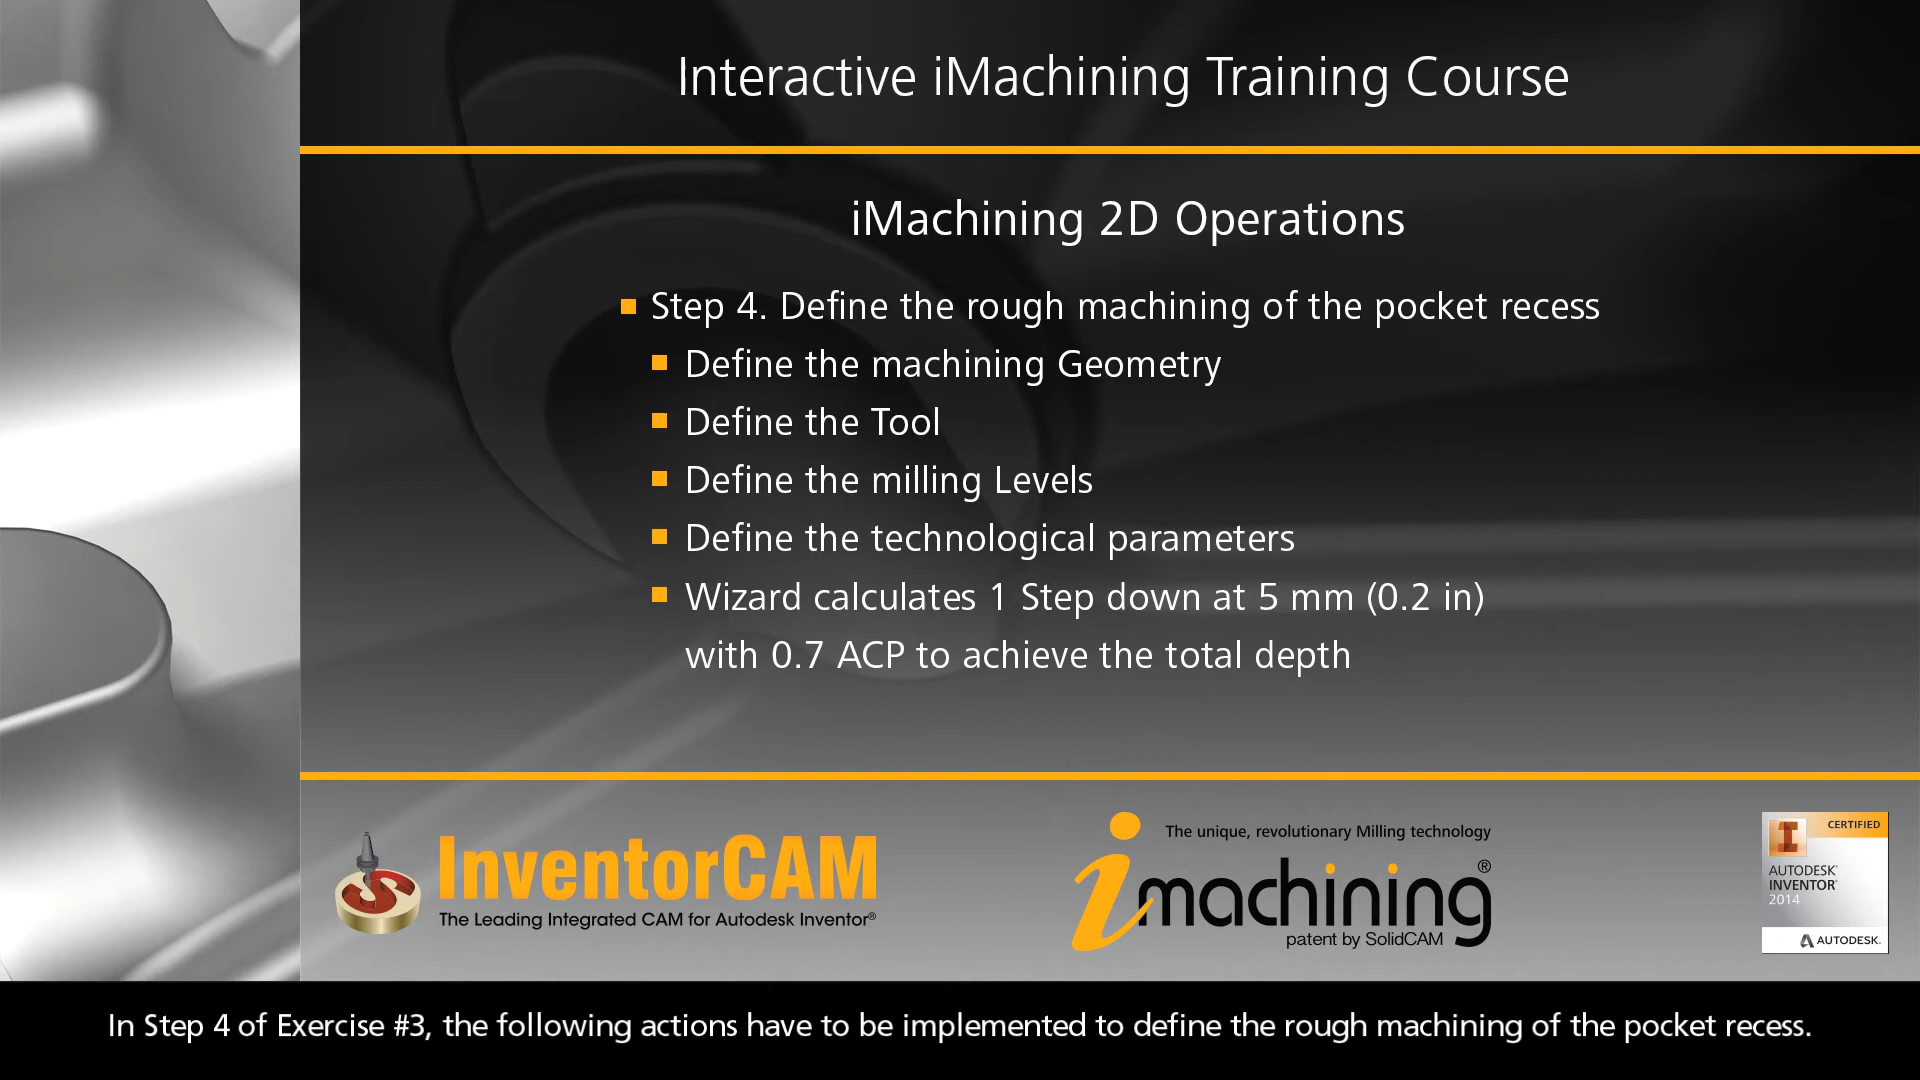 Interactive iMachining Training Course
iMachining 2D Operations
Step 4. Define the rough machining of the pocket recess
Define the machining Geometry
Define the Tool
Define the milling Levels
Define the technological parameters
Wizard calculates 1 Step down at 5 mm (0.2 in)
with 0.7 ACP to achieve the total depth
InventorCAM
The Leading Integrated CAM for Autodesk Inventor®
The unique, revolutionary Milling technology
imachining®
patent by SolidCAM
CERTIFIED
AUTODESK®
INVENTOR®
2014
AUTODESK.
In Step 4 of Exercise #3, the following actions have to be implemented to define the rough machining of the pocket recess.